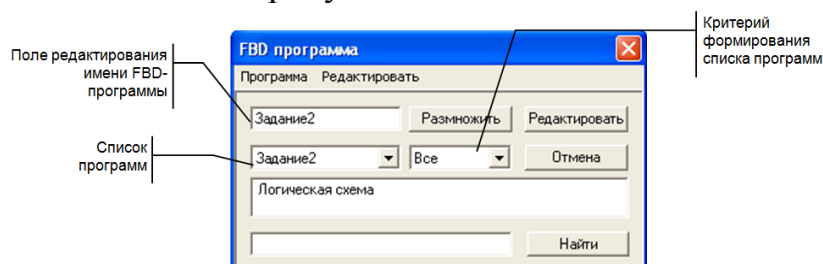 Критерий
формирования
списка программ
Поле редактирования
имени FBD-
программы
FBD программа
Программа Редактировать
Задание2 Размножить Редактировать
Список
программ
Задание2 Все Отмена
Логическая схема
Найти